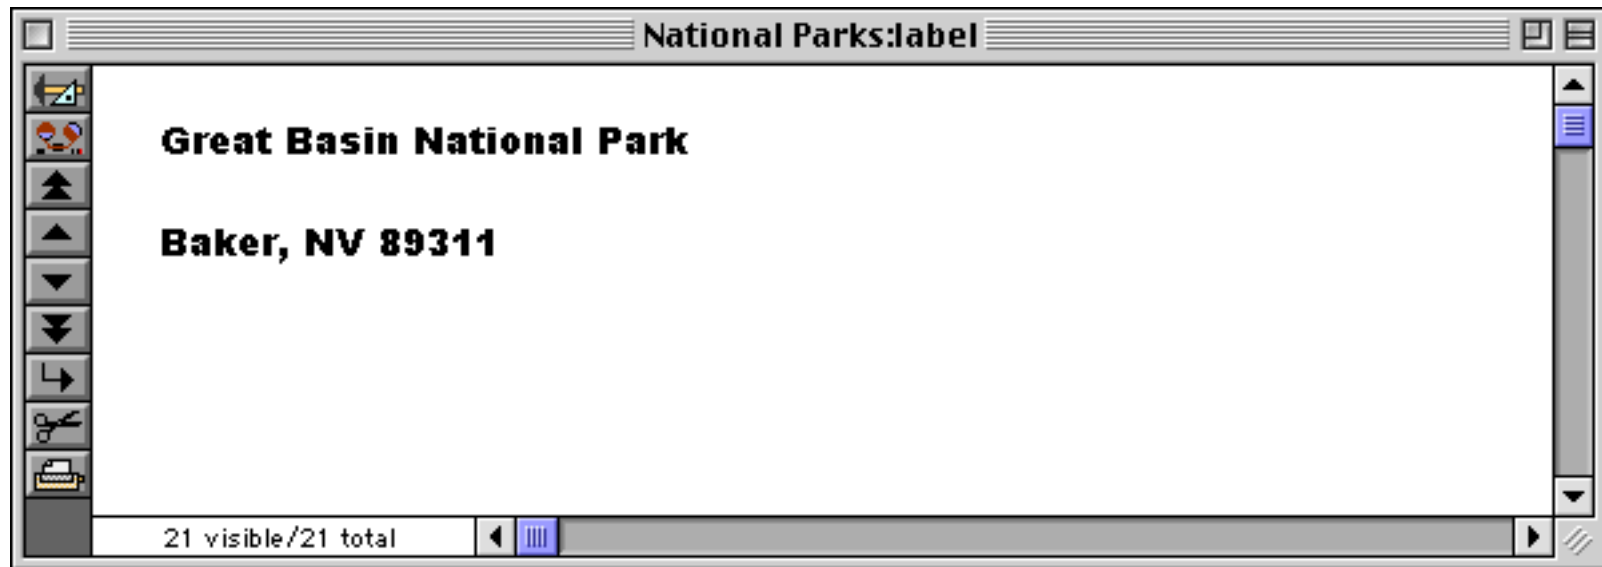 National Parks:label
Great Basin National Park
Baker, NV 89311
21 visible/21 total